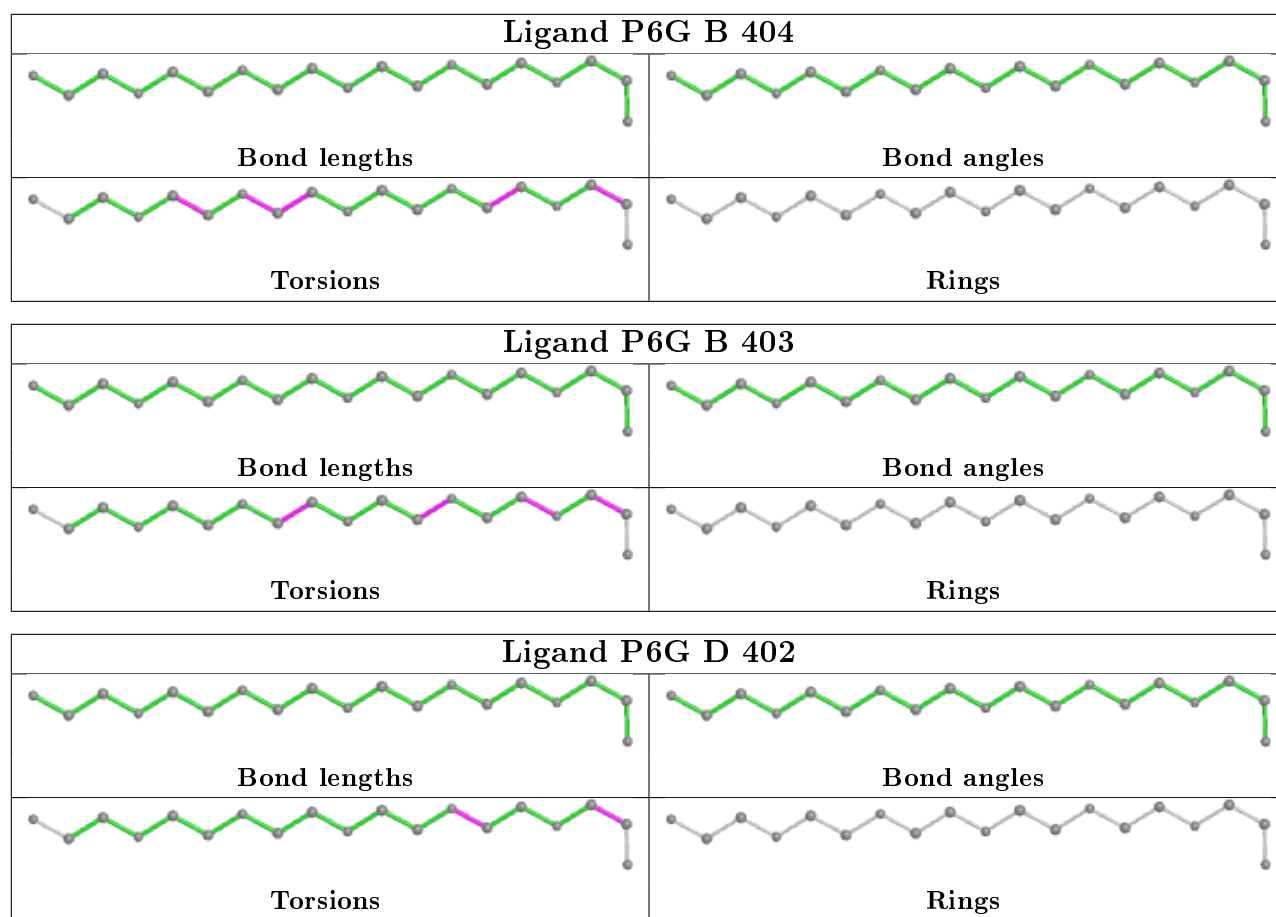 Ligand P6G B 404
Bond lengths
Bond angles
Torsions
Rings
Ligand P6G B 403
Bond lengths
Bond angles
Torsions
Rings
Ligand P6G D 402
Bond lengths
Bond angles
Torsions
Rings